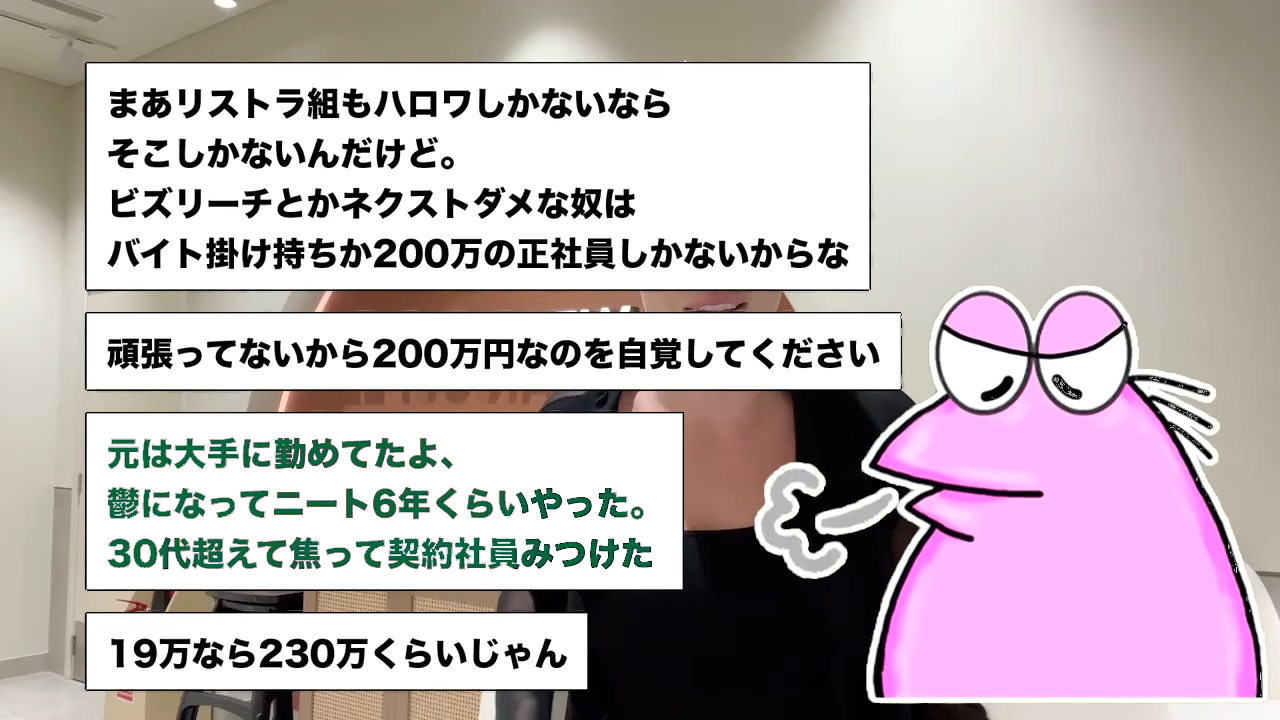 まあリストラ組もハロワしかないなら
そこしかないんだけど。
ビズリーチとかネクストダメな奴は
バイト掛け持ちか200万の正社員しかないからな
頑張ってないから200万円なのを自覚してください
元は大手に勤めてたよ、
鬱になってニート6年くらいやった。
30代超えて焦って契約社員みつけた
19万なら230万くらいじゃん